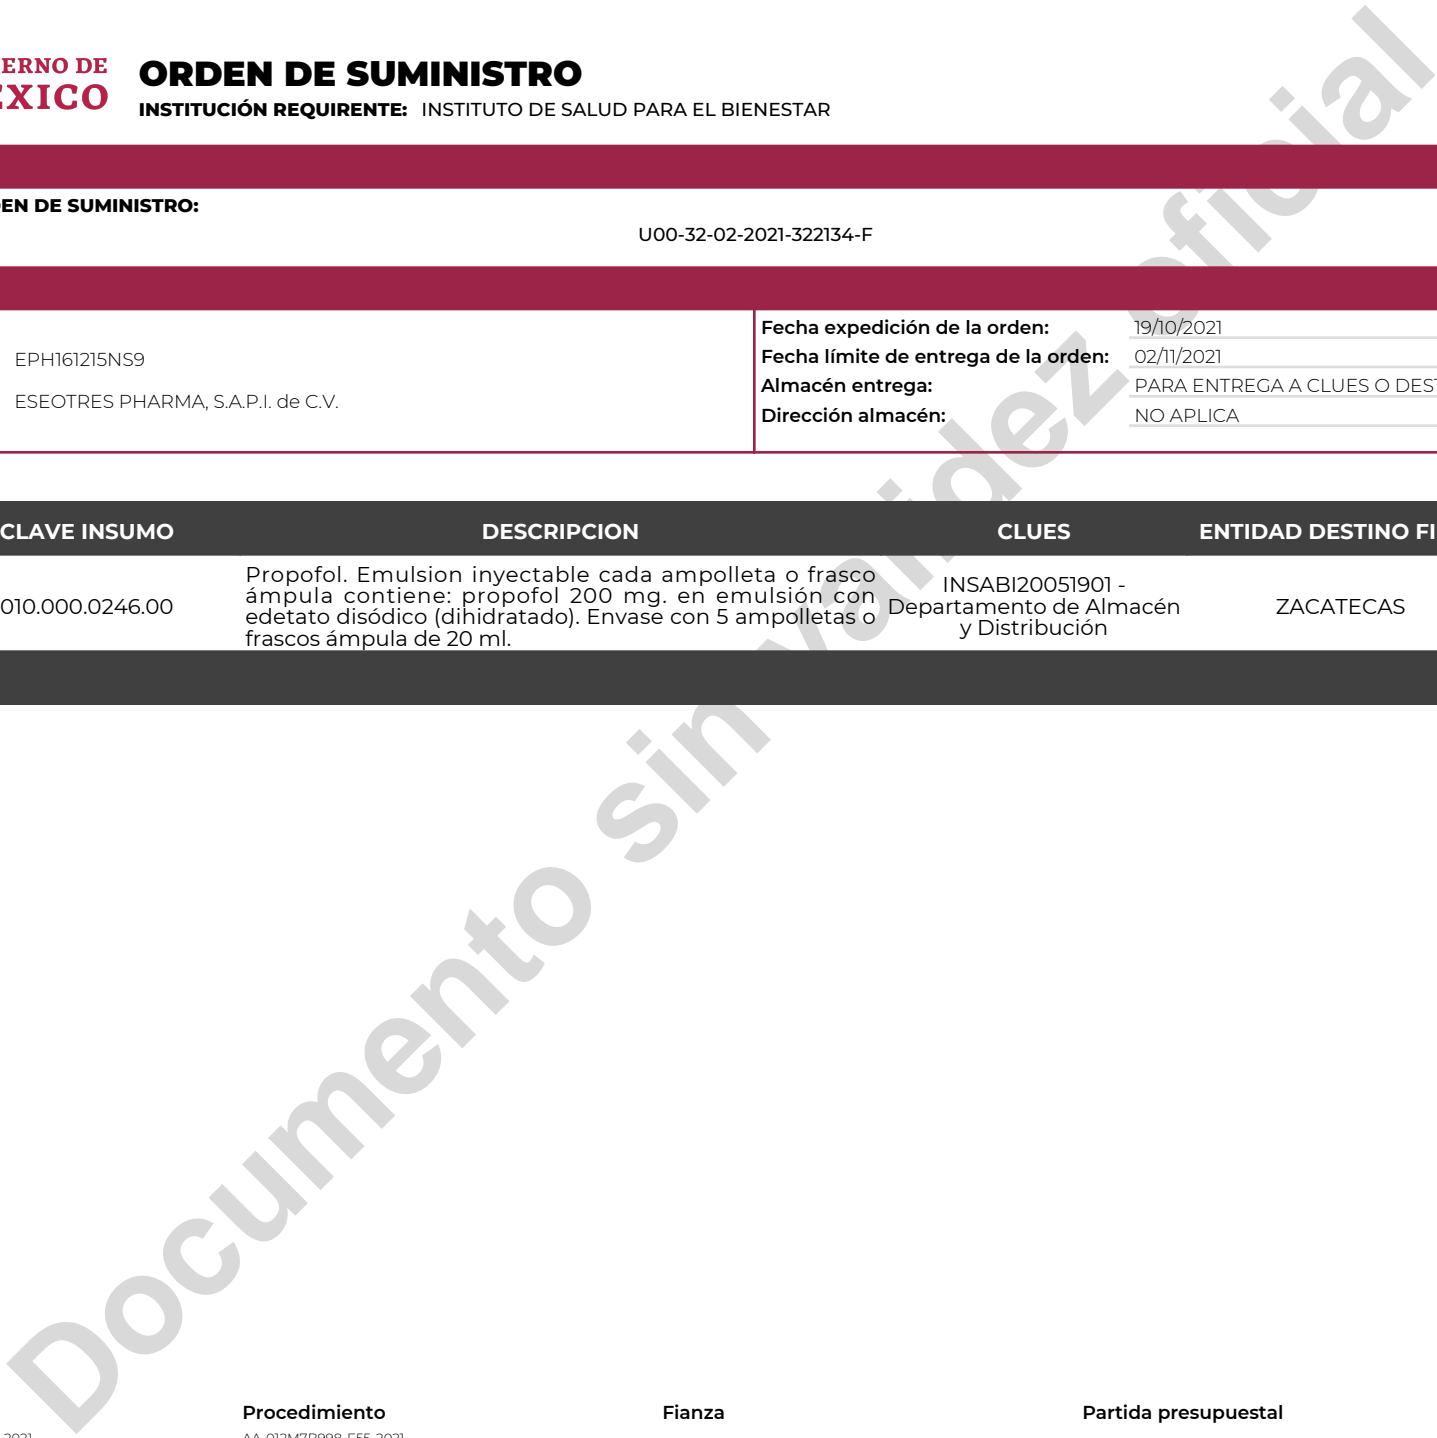 ERNO DE
EXICO
ORDEN DE SUMINISTRO
INSTITUCIÓN REQUIRENTE: INSTITUTO DE SALUD PARA EL BIENESTAR
EN DE SUMINISTRO:
U00-32-02-2021-322134-F
EPH161215NS9
ESEOTRES PHARMA, S.A.P.I. de C.V.
Fecha expedición de la orden: 19/10/2021
Fecha límite de entrega de la orden: 02/11/2021
Almacén entrega: PARA ENTREGA A CLUES O DEST
Dirección almacén: NO APLICA
CLAVE INSUMO DESCRIPCION CLUES ENTIDAD DESTINO FI
010.000.0246.00
Propofol. Emulsion inyectable cada ampolleta o frasco
ámpula contiene: propofol 200 mg. en emulsión con
edetato disódico (dihidratado). Envase con 5 ampolletas o
frascos ámpula de 20 ml.
INSABI20051901 -
Departamento de Almacén
y Distribución
ZACATECAS
Documento sin validez oficial
Procedimiento Fianza Partida presupuestal